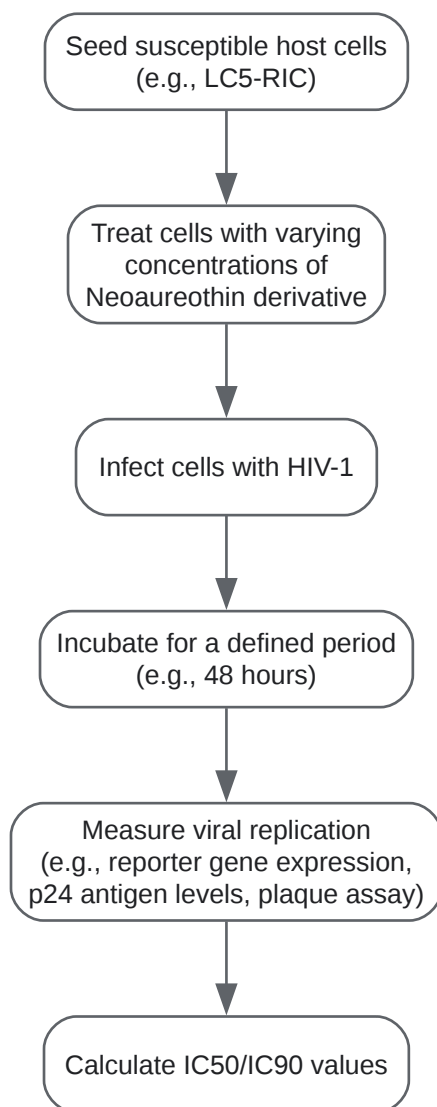 Seed susceptible host cells
(e.g., LC5-RIC)
Treat cells with varying
concentrations of
Neoaureothin derivative
Infect cells with HIV-1
Incubate for a defined period
(e.g., 48 hours)
Measure viral replication
(e.g., reporter gene expression,
p24 antigen levels, plaque assay)
Calculate IC50/IC90 values